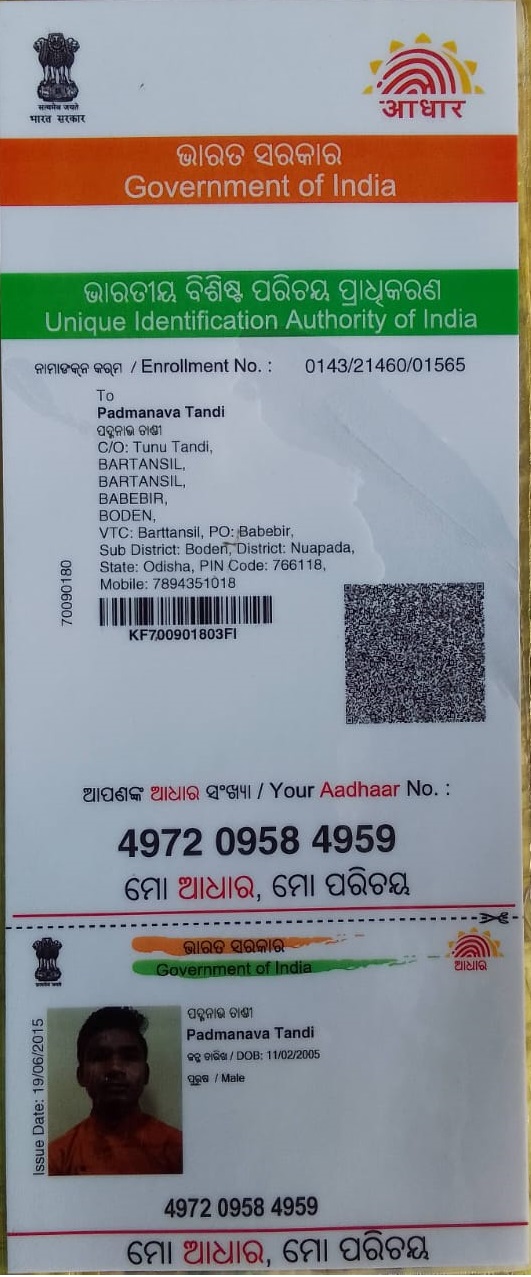 सत्यमेव जयते
भारत सरकार
आधार
ଭାରତ ସରକାର
Government of India
ଭାରତୀୟ ବିଶିଷ୍ଟ ପରିଚୟ ପ୍ରାଧିକରଣ
Unique Identification Authority of India
ନାମାଙ୍କନ କ୍ରମ / Enrollment No. : 0143/21460/01565
To
Padmanava Tandi
ପଦ୍ମନାଭ ତାଣ୍ଡୀ
C/O: Tunu Tandi,
BARTANSIL,
BARTANSIL,
BABEBIR,
BODEN,
VTC: Barttansil, PO: Babebir,
Sub District: Boden, District: Nuapada,
State: Odisha, PIN Code: 766118,
Mobile: 7894351018
70090180
KF700901803FI
ଆପଣଙ୍କ ଆଧାର ସଂଖ୍ୟା / Your Aadhaar No. :
4972 0958 4959
ମୋ ଆଧାର, ମୋ ପରିଚୟ
ଭାରତ ସରକାର
Government of India
ଆଧାର
Issue Date: 19/06/2015
ପଦ୍ମନାଭ ତାଣ୍ଡୀ
Padmanava Tandi
ଜନ୍ମ ତାରିଖ / DOB: 11/02/2005
ପୁରୁଷ / Male
4972 0958 4959
ମୋ ଆଧାର, ମୋ ପରିଚୟ